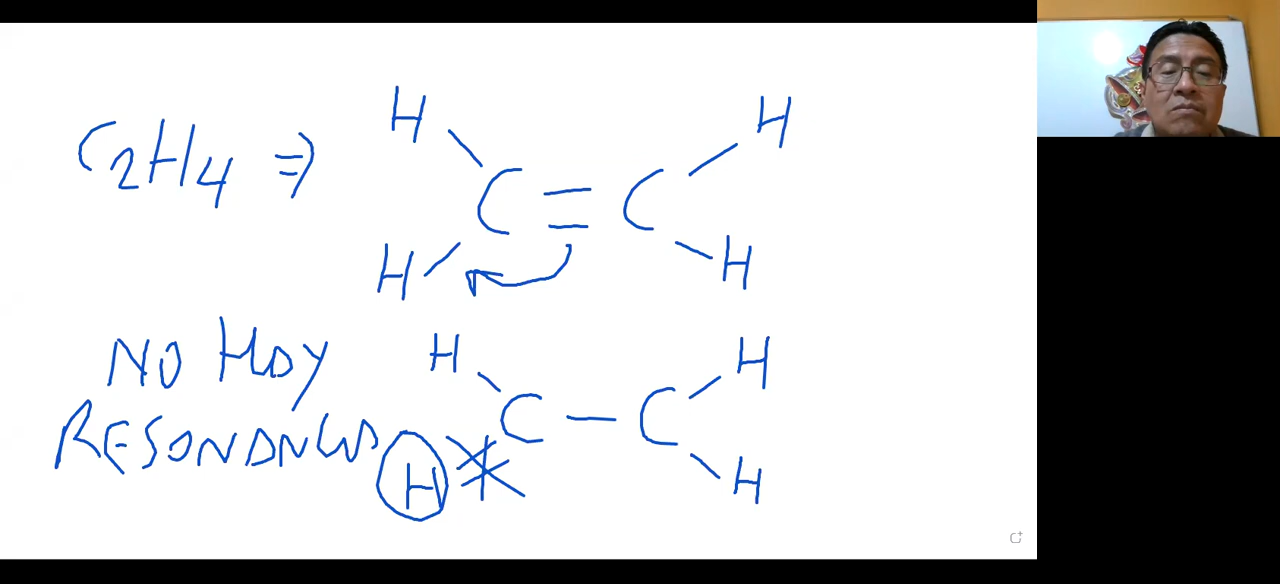 C2H4 ⇒
H H
C = C
H H
NO HAY
RESONANCIA
H H
C — C
H H